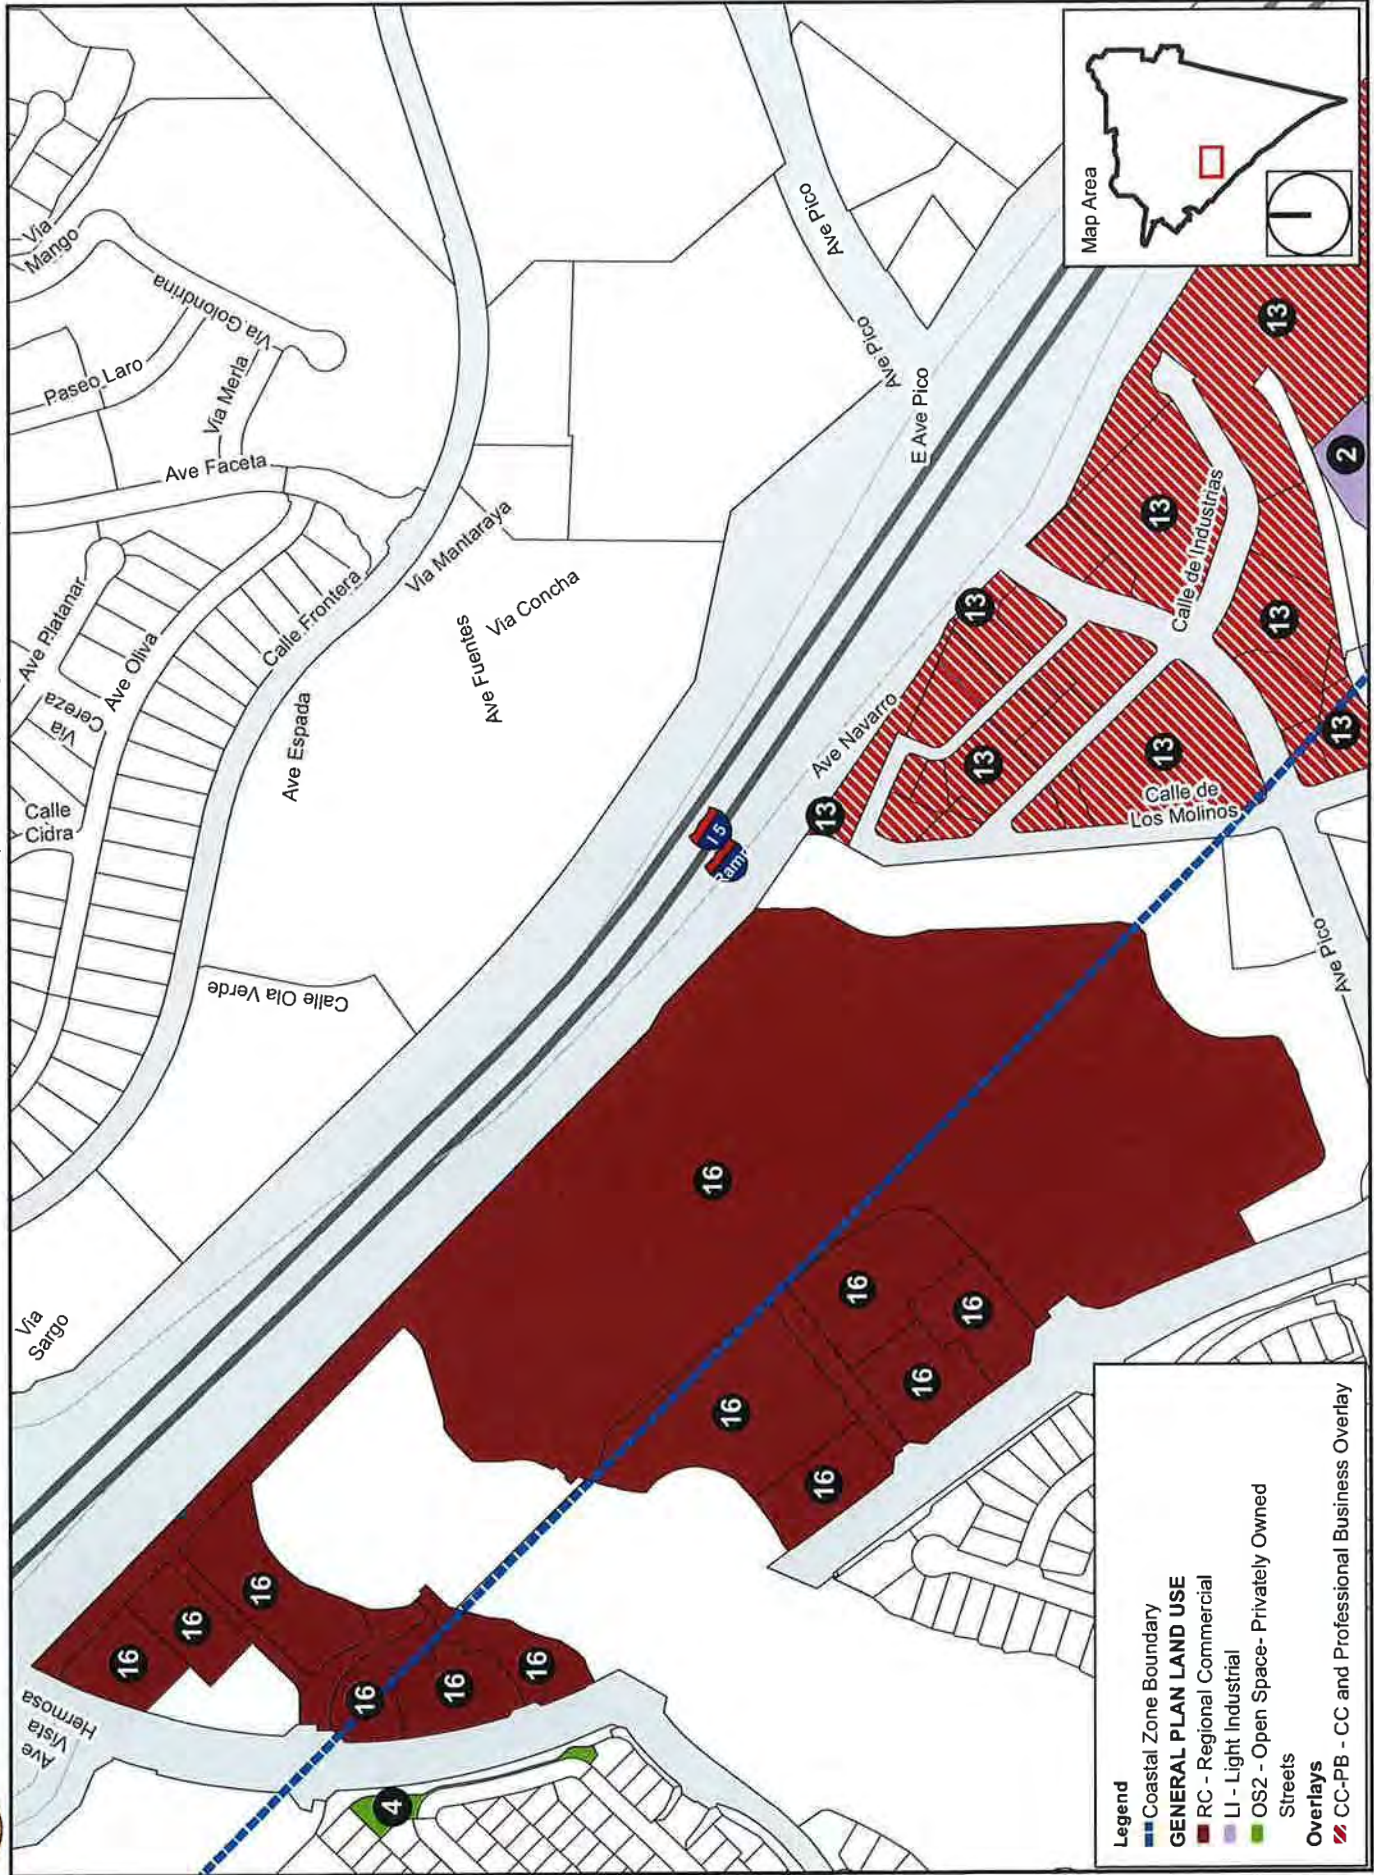 Via
Mango
Via Golondrina
Paseo Laro
Via Merla
Ave Faceta
Ave Platanar
Via
Cereza
Ave Oliva
Calle
Cidra
Calle Frontera
Ave Espada
Via Mantaraya
Via Concha
Ave Fuentes
Calle Ola Verde
Via
Sargo
Ave
Vista
Hermosa
Ave Pico
Ave Pico
E Ave Pico
Ave Navarro
I 5
Ramp
Calle de Industrias
Calle de
Los Molinos
Ave Pico
13
13
13
13
13
13
13
13
2
16
16
16
16
16
16
16
16
16
16
16
16
4
Map Area
Legend
Coastal Zone Boundary
GENERAL PLAN LAND USE
RC - Regional Commercial
LI - Light Industrial
OS2 - Open Space- Privately Owned
Streets
Overlays
CC-PB - CC and Professional Business Overlay